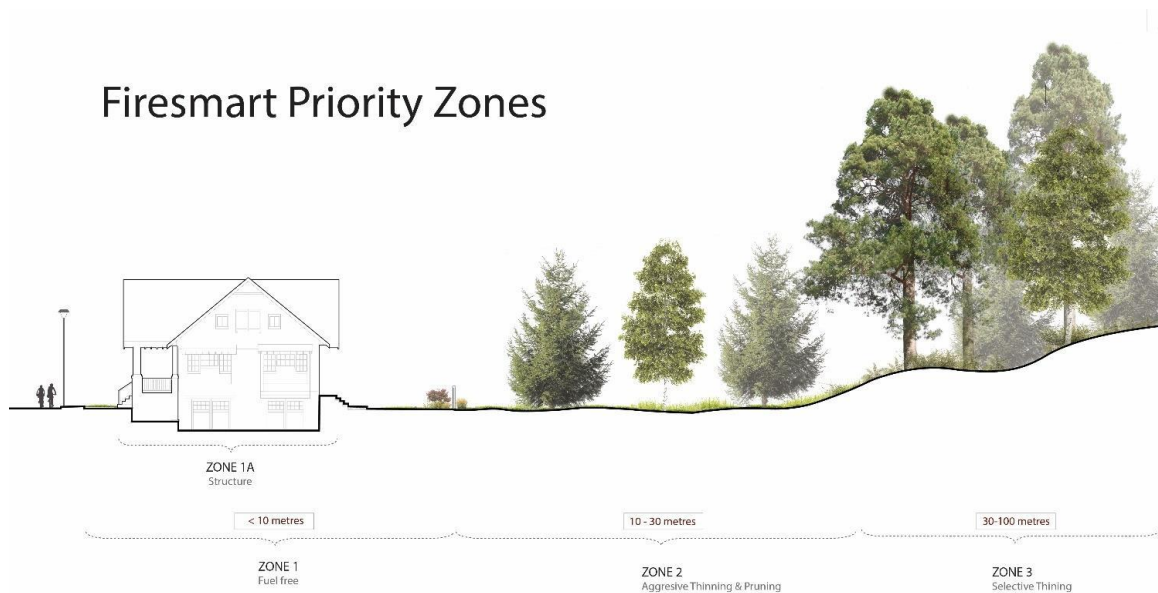 Firesmart Priority Zones
ZONE 1A
Structure
< 10 metres
10 - 30 metres
30-100 metres
ZONE 1
Fuel free
ZONE 2
Aggresive Thinning & Pruning
ZONE 3
Selective Thining